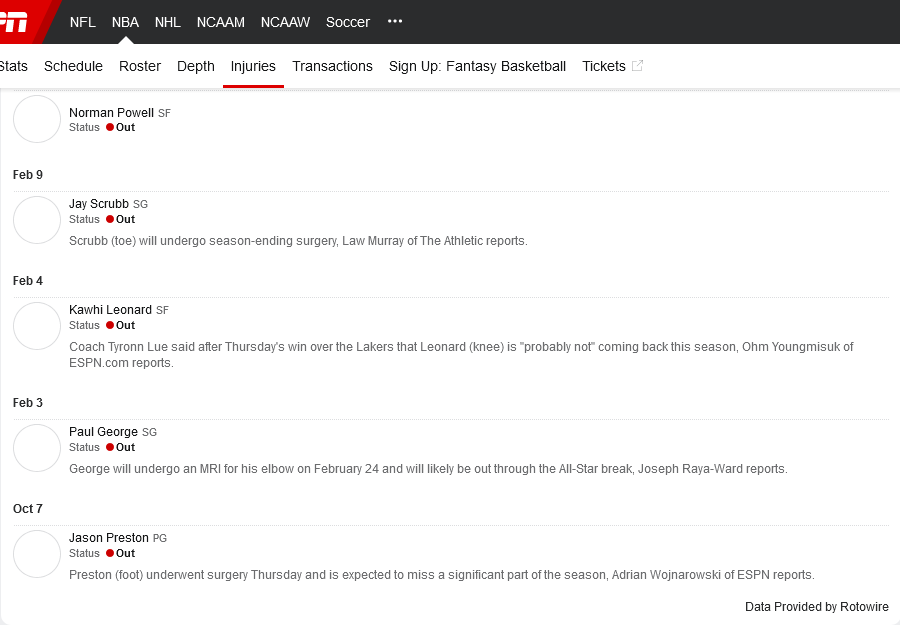 NFL NBA NHL NCAAM NCAAW Soccer •••
Stats Schedule Roster Depth Injuries Transactions Sign Up: Fantasy Basketball Tickets
Norman Powell SF
Status Out
Feb 9
Jay Scrubb SG
Status Out
Scrubb (toe) will undergo season-ending surgery, Law Murray of The Athletic reports.
Feb 4
Kawhi Leonard SF
Status Out
Coach Tyronn Lue said after Thursday's win over the Lakers that Leonard (knee) is "probably not" coming back this season, Ohm Youngmisuk of
ESPN.com reports.
Feb 3
Paul George SG
Status Out
George will undergo an MRI for his elbow on February 24 and will likely be out through the All-Star break, Joseph Raya-Ward reports.
Oct 7
Jason Preston PG
Status Out
Preston (foot) underwent surgery Thursday and is expected to miss a significant part of the season, Adrian Wojnarowski of ESPN reports.
Data Provided by Rotowire